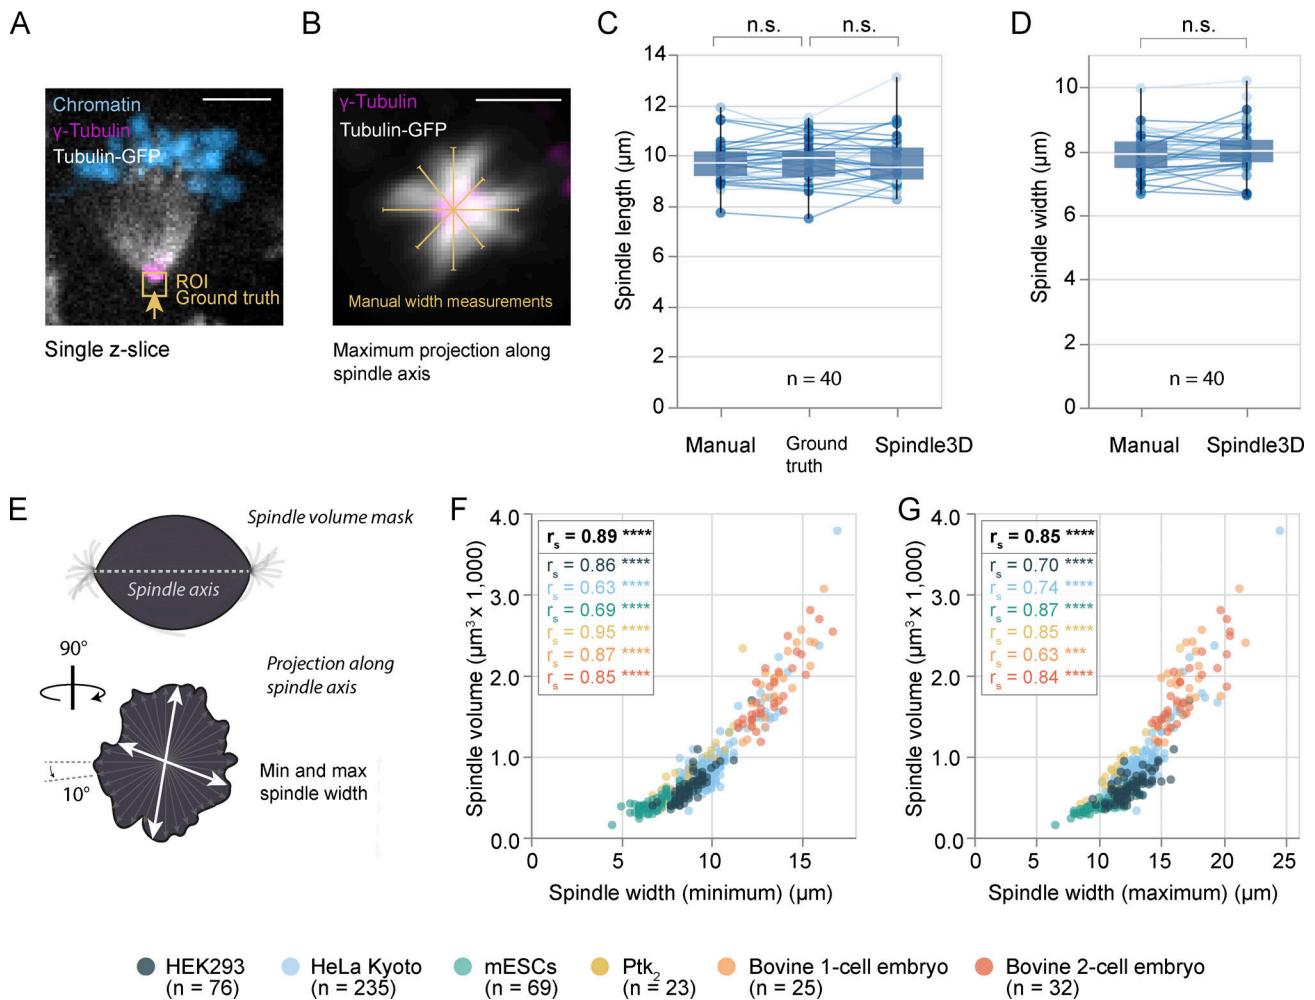 A
Chromatin
γ-Tubulin
Tubulin-GFP
ROI
Ground truth
Single z-slice
B
γ-Tubulin
Tubulin-GFP
Manual width measurements
Maximum projection along
spindle axis
C
n.s.
n.s.
Spindle length (µm)
14
12
10
8
6
4
2
0
n = 40
Manual
Ground
truth
Spindle3D
D
n.s.
Spindle width (µm)
10
8
6
4
2
0
n = 40
Manual
Spindle3D
E
Spindle volume mask
Spindle axis
90°
Projection along
spindle axis
10°
Min and max
spindle width
F
Spindle volume (µm³ x 1,000)
4.0
3.0
2.0
1.0
0.0
rs = 0.89 ****
rs = 0.86 ****
rs = 0.63 ****
rs = 0.69 ****
rs = 0.95 ****
rs = 0.87 ****
rs = 0.85 ****
0 5 10 15
Spindle width (minimum) (µm)
G
Spindle volume (µm³ x 1,000)
4.0
3.0
2.0
1.0
0.0
rs = 0.85 ****
rs = 0.70 ****
rs = 0.74 ****
rs = 0.87 ****
rs = 0.85 ****
rs = 0.63 ***
rs = 0.84 ****
0 5 10 15 20 25
Spindle width (maximum) (µm)
HEK293
(n = 76)
HeLa Kyoto
(n = 235)
mESCs
(n = 69)
Ptk2
(n = 23)
Bovine 1-cell embryo
(n = 25)
Bovine 2-cell embryo
(n = 32)